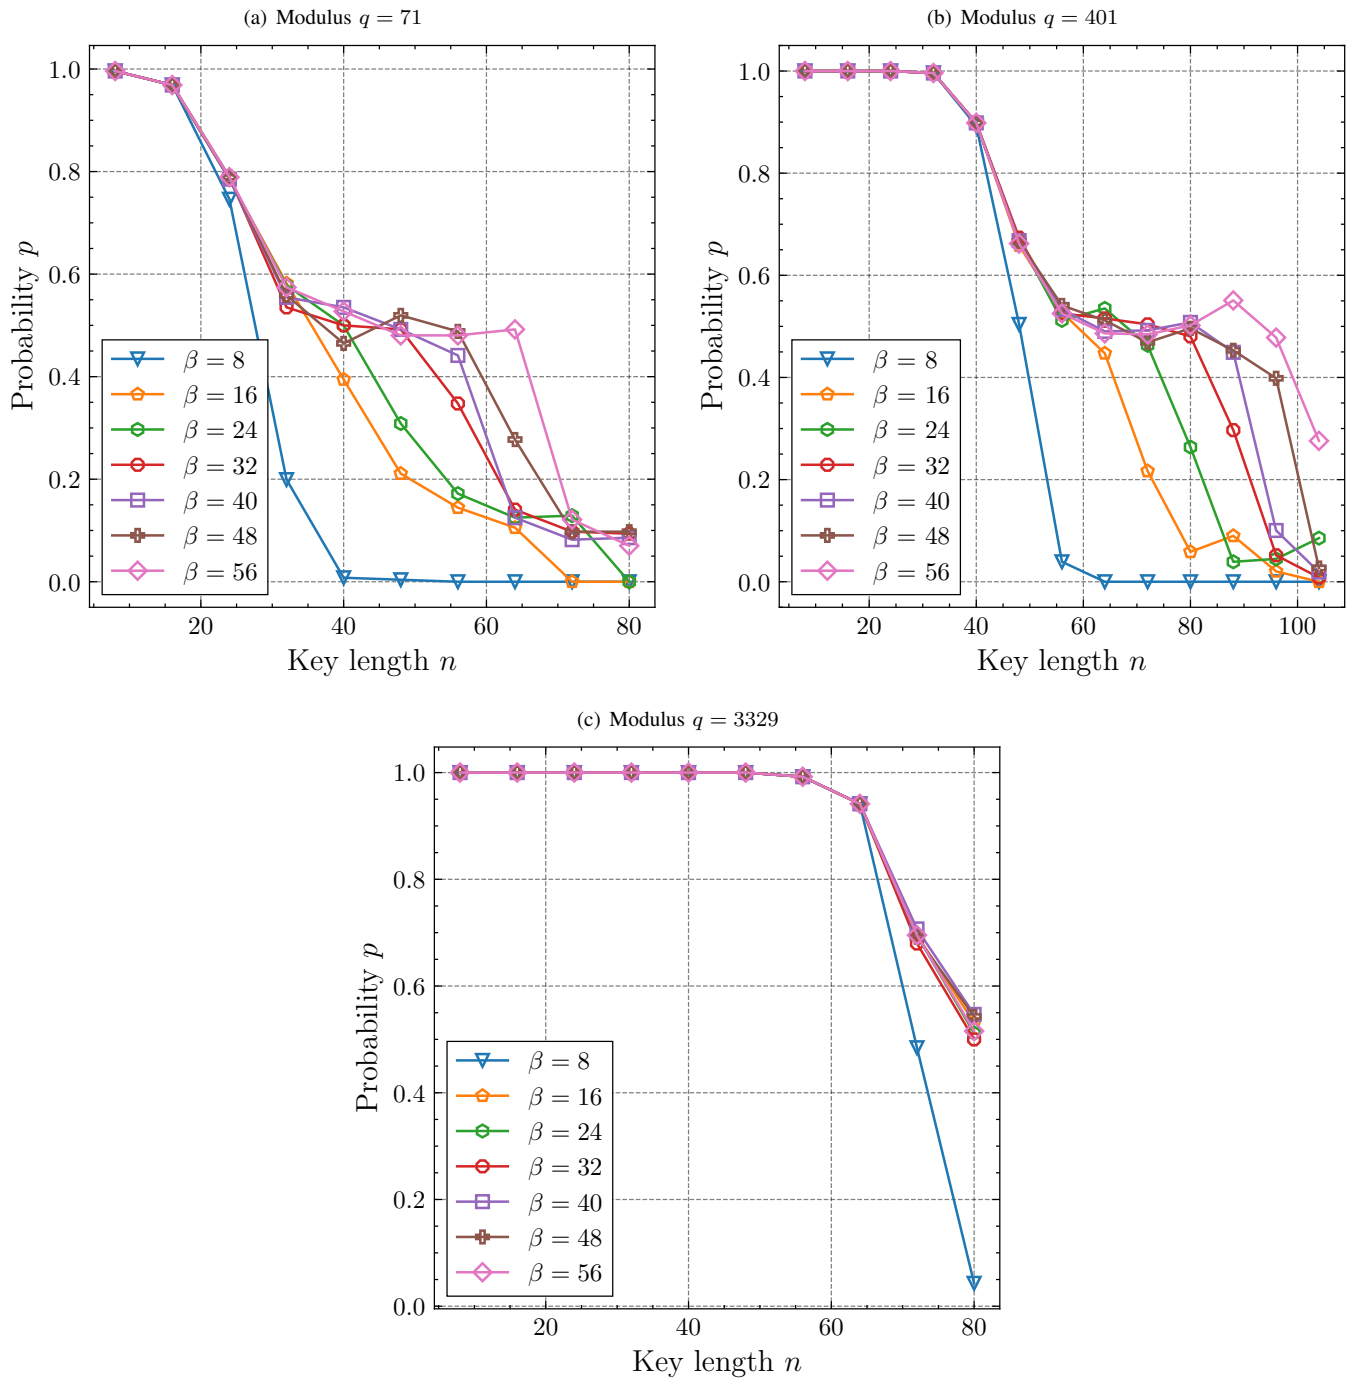 (a) Modulus q = 71
Probability p
1.0
0.8
0.6
0.4
0.2
0.0
β = 8
β = 16
β = 24
β = 32
β = 40
β = 48
β = 56
20 40 60 80
Key length n
(b) Modulus q = 401
Probability p
1.0
0.8
0.6
0.4
0.2
0.0
β = 8
β = 16
β = 24
β = 32
β = 40
β = 48
β = 56
20 40 60 80 100
Key length n
(c) Modulus q = 3329
Probability p
1.0
0.8
0.6
0.4
0.2
0.0
β = 8
β = 16
β = 24
β = 32
β = 40
β = 48
β = 56
20 40 60 80
Key length n